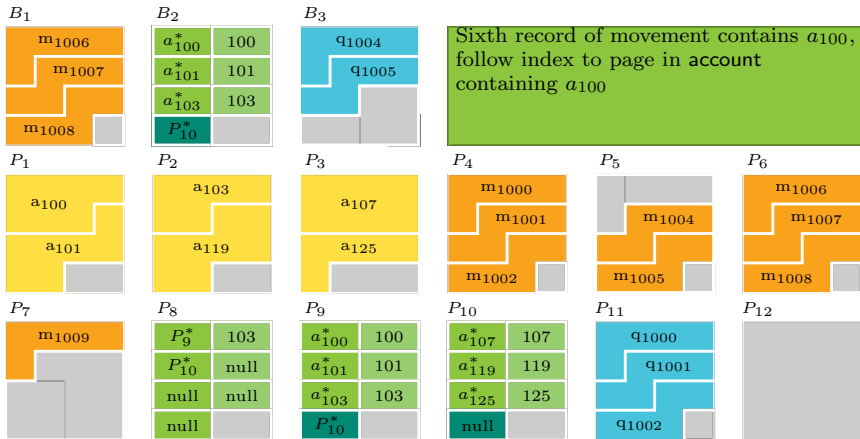 B1 B2 B3
m1006 a*100 100 q1004 Sixth record of movement contains a100,
m1007 a*101 101 q1005 follow index to page in account
a*103 103 containing a100
m1008 P*10
P1 P2 P3 P4 P5 P6
a100 a103 a107 m1000 m1006
m1001 m1004 m1007
a101 a119 a125
m1002 m1005 m1008
P7 P8 P9 P10 P11 P12
m1009 P*9 103 a*100 100 a*107 107 q1000
P*10 null a*101 101 a*119 119 q1001
null null a*103 103 a*125 125
null P*10 null q1002